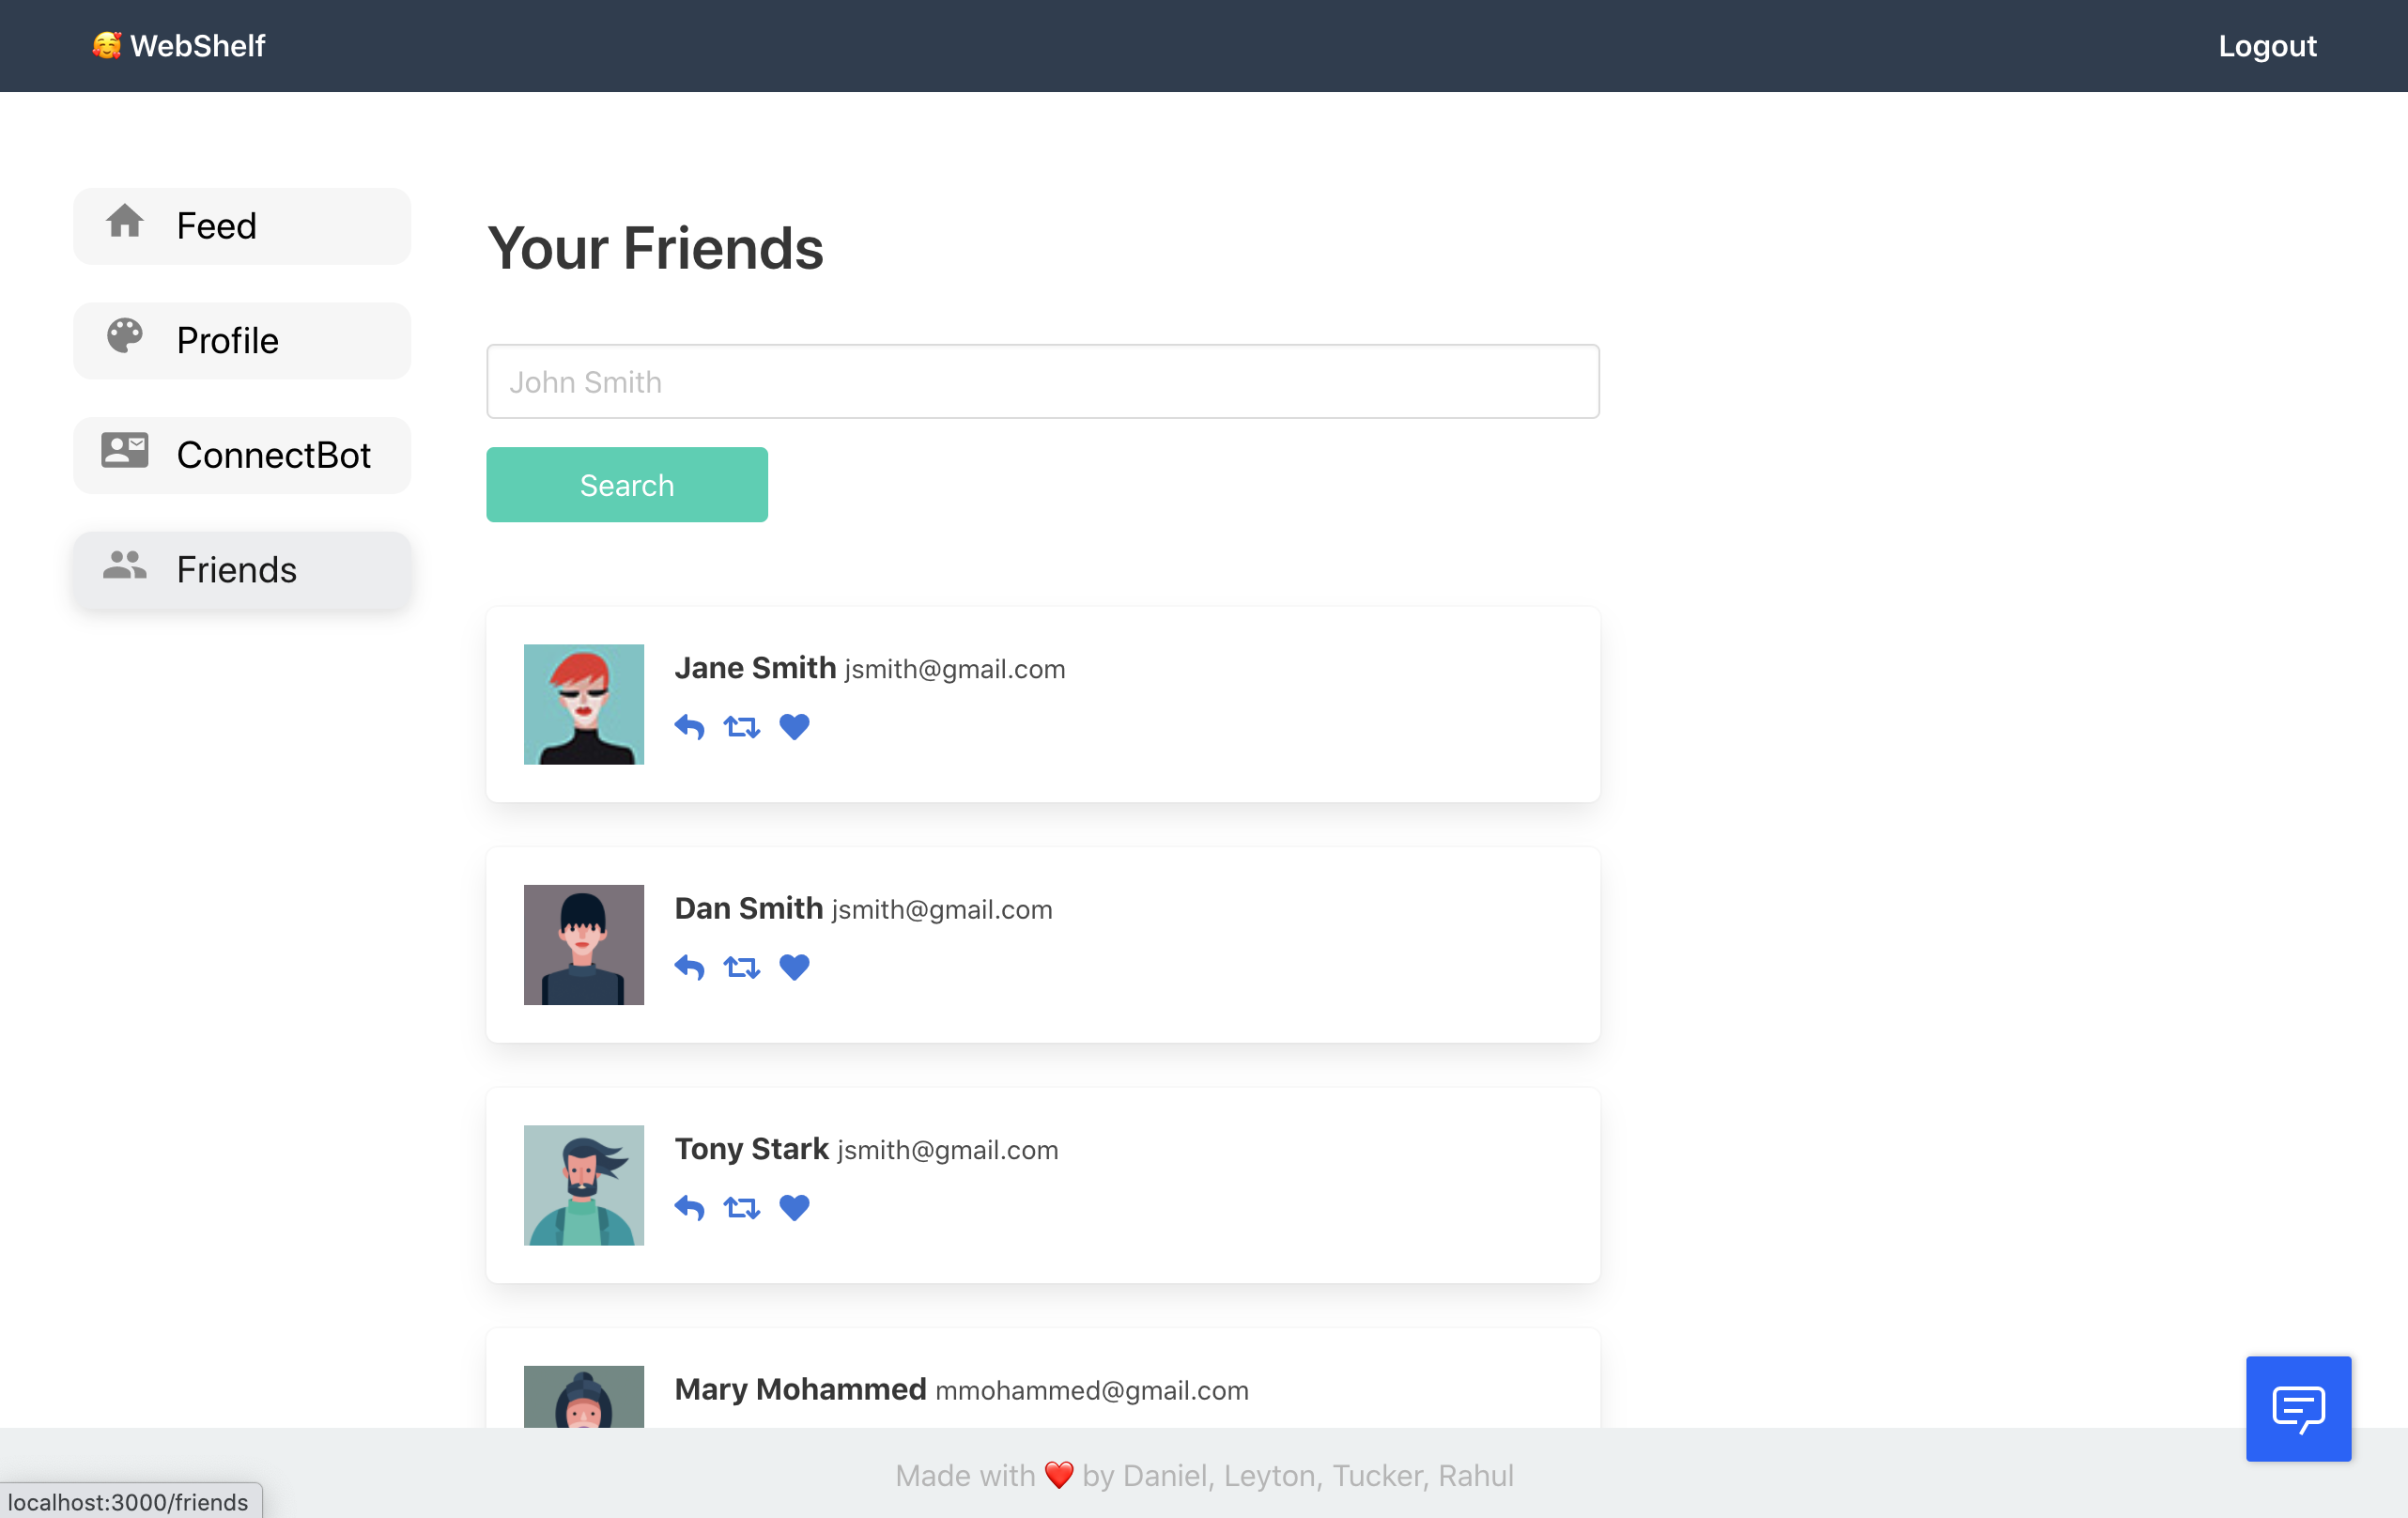 🥰 WebShelf
Logout
Feed
Profile
ConnectBot
Friends
Your Friends
John Smith
Search
Jane Smith jsmith@gmail.com
Dan Smith jsmith@gmail.com
Tony Stark jsmith@gmail.com
Mary Mohammed mmohammed@gmail.com
Made with ❤️ by Daniel, Leyton, Tucker, Rahul
localhost:3000/friends